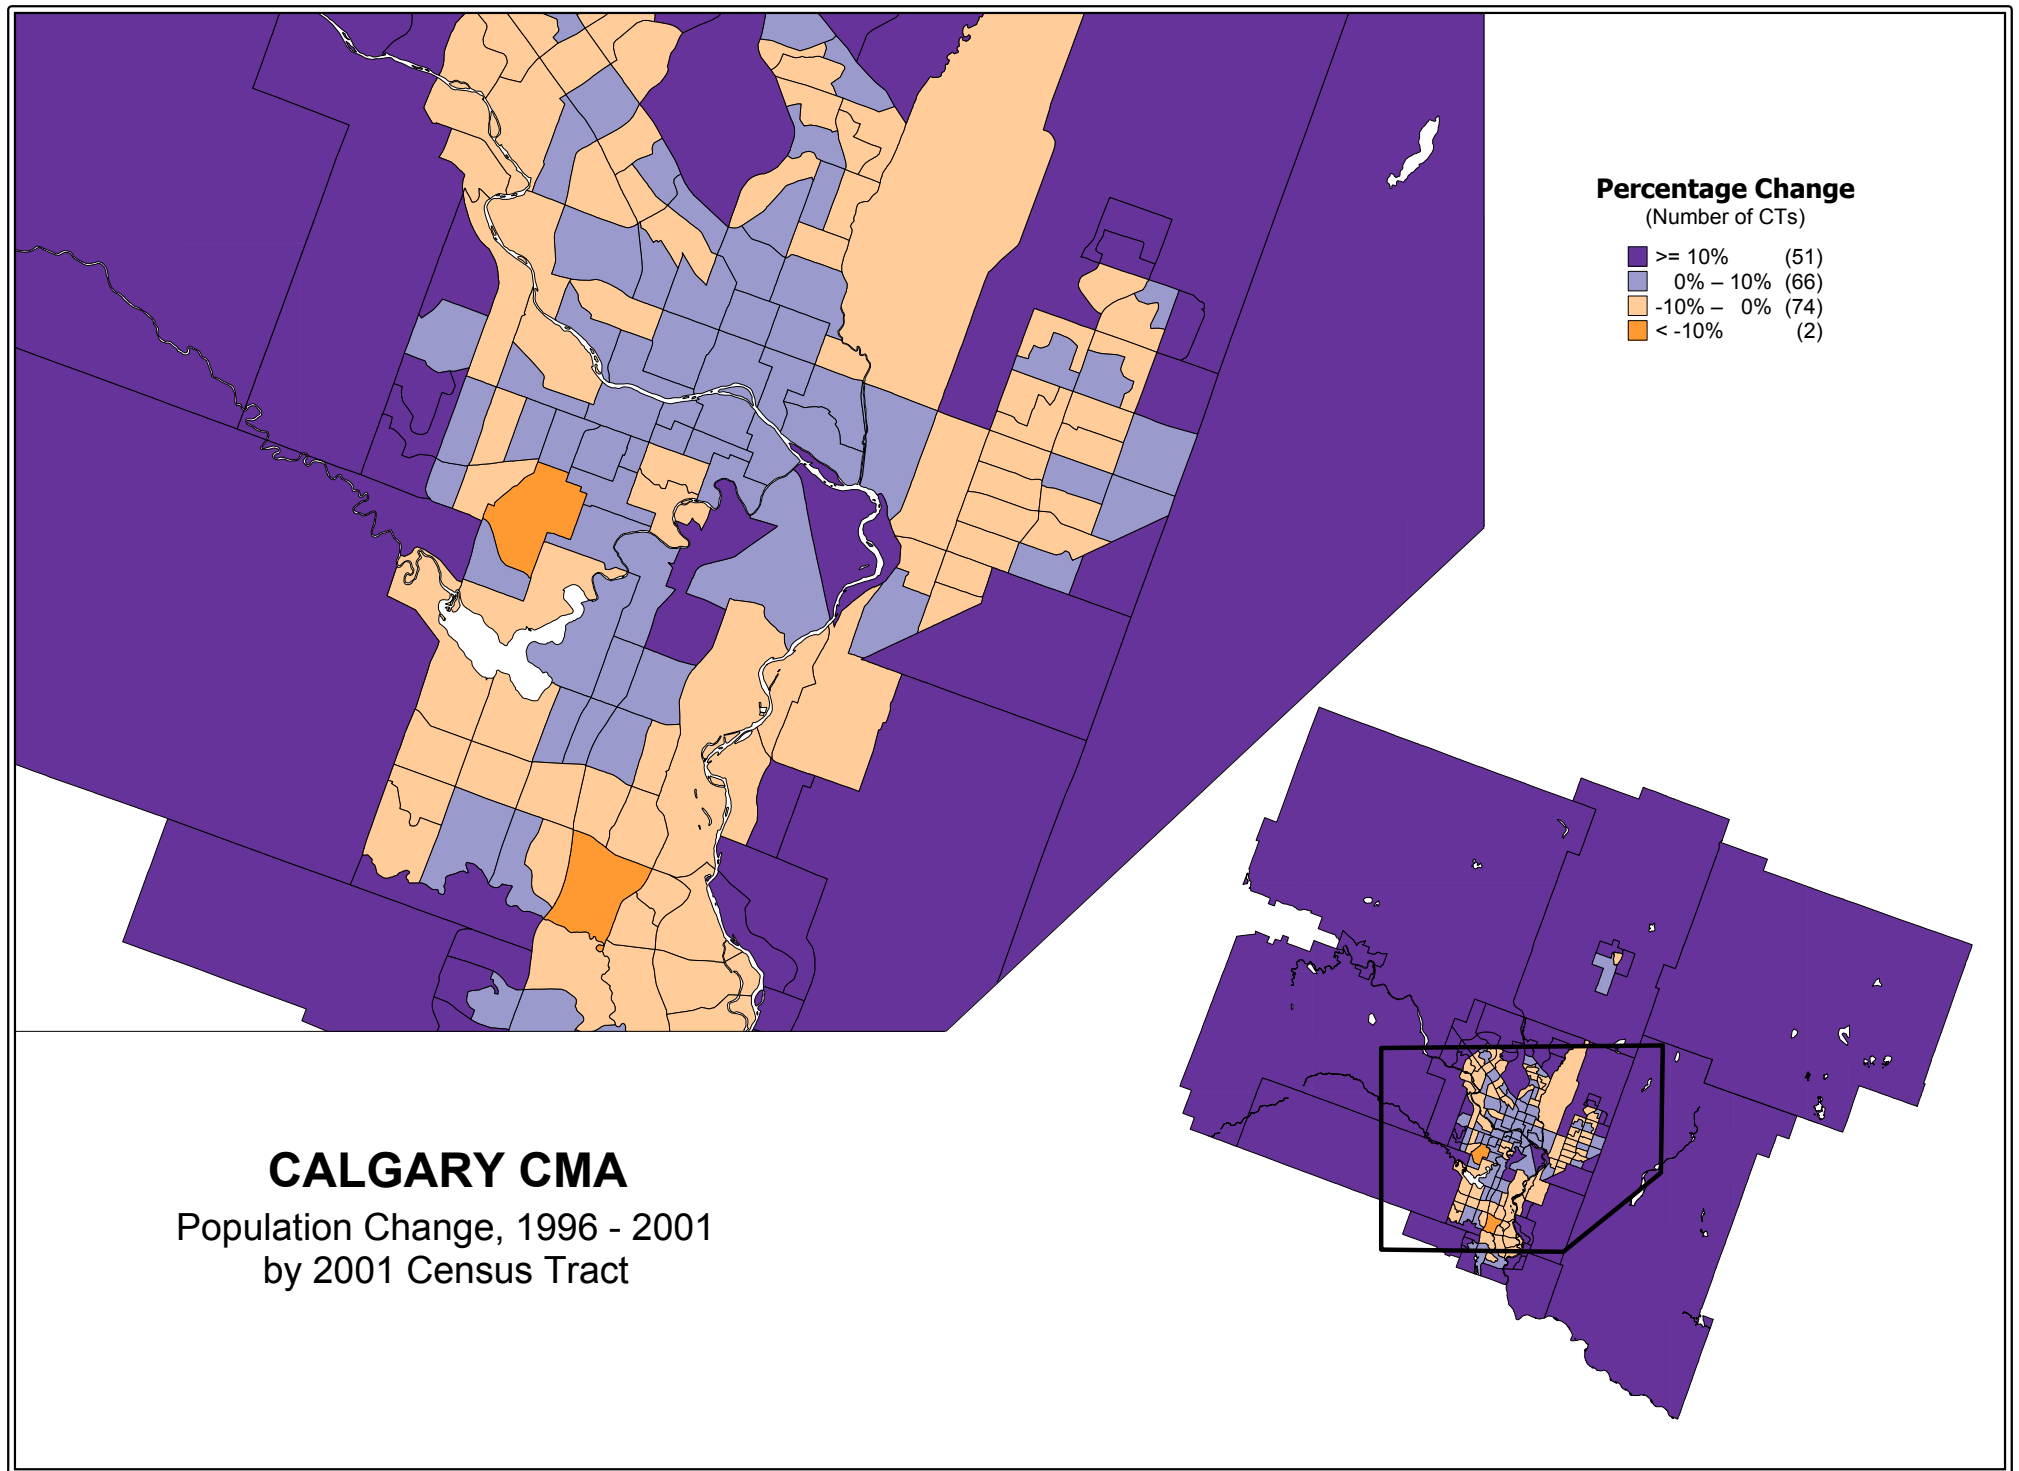 Percentage Change
(Number of CTs)
>= 10% (51)
0% – 10% (66)
-10% – 0% (74)
< -10% (2)
CALGARY CMA
Population Change, 1996 - 2001
by 2001 Census Tract